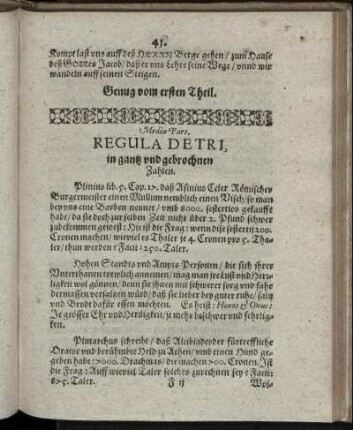 41.
Kompt last vns auff deß HERRN Berge gehen / zum Hause
deß GOttes Jacob / daß er vns Lehre seine Wege / vnnd wir
wandeln auff seinen Steigen.
Genug vom ersten Theil.
Media Pars.
REGULA DETRI,
in gantz vnd gebrochnen
Zahlen.
Plinius lib. 9. Cap. 17. daß Asinius Celer Römischer
Burgermeister einen Mullum nemblich einen Visch / so man
bey vns eine Barben nennet / vmb 8000. sestertios gekaufft
habe / da sie doch zur selben Zeit nicht über 2. Pfund schwer
zubekommen gewest: Hie ist die Frag: wenn die sestertii 200.
Cronen machen / wieviel es Thaler je 4. Cronen pro 5. Tha-
ler / thun werden? Facit: 250. Taler.
Hohen Standts vnd Ampts Personen / die sich jhrer
Vnterthanen trewlich annemen / mag man jre Lust vnd Herr-
ligkeit wol gönnen / denn sie jhnen mit schwerer sorg vnd fahr
dermassen versaltzen würd / daß sie lieber bey guter ruhe / saltz
vnd Brodt dafür essen möchten. Es heist: Honos & Onus:
Je grösser Ehr vnd Herrligkeit / je mehr bischwer vnd fehrlig-
keit.
Plutarchus schreibt / daß Alcibiades der fürtreffliche
Orator vnd berühmbte Held zu Athen / vmb einen Hund ge-
geben habe: 7000. Drachmas / die machen 700. Cronen. Ist
die Frag: Auff wieviel Taler solches zurechnen sey? Facit:
875. Taler.
F ij
Wol-